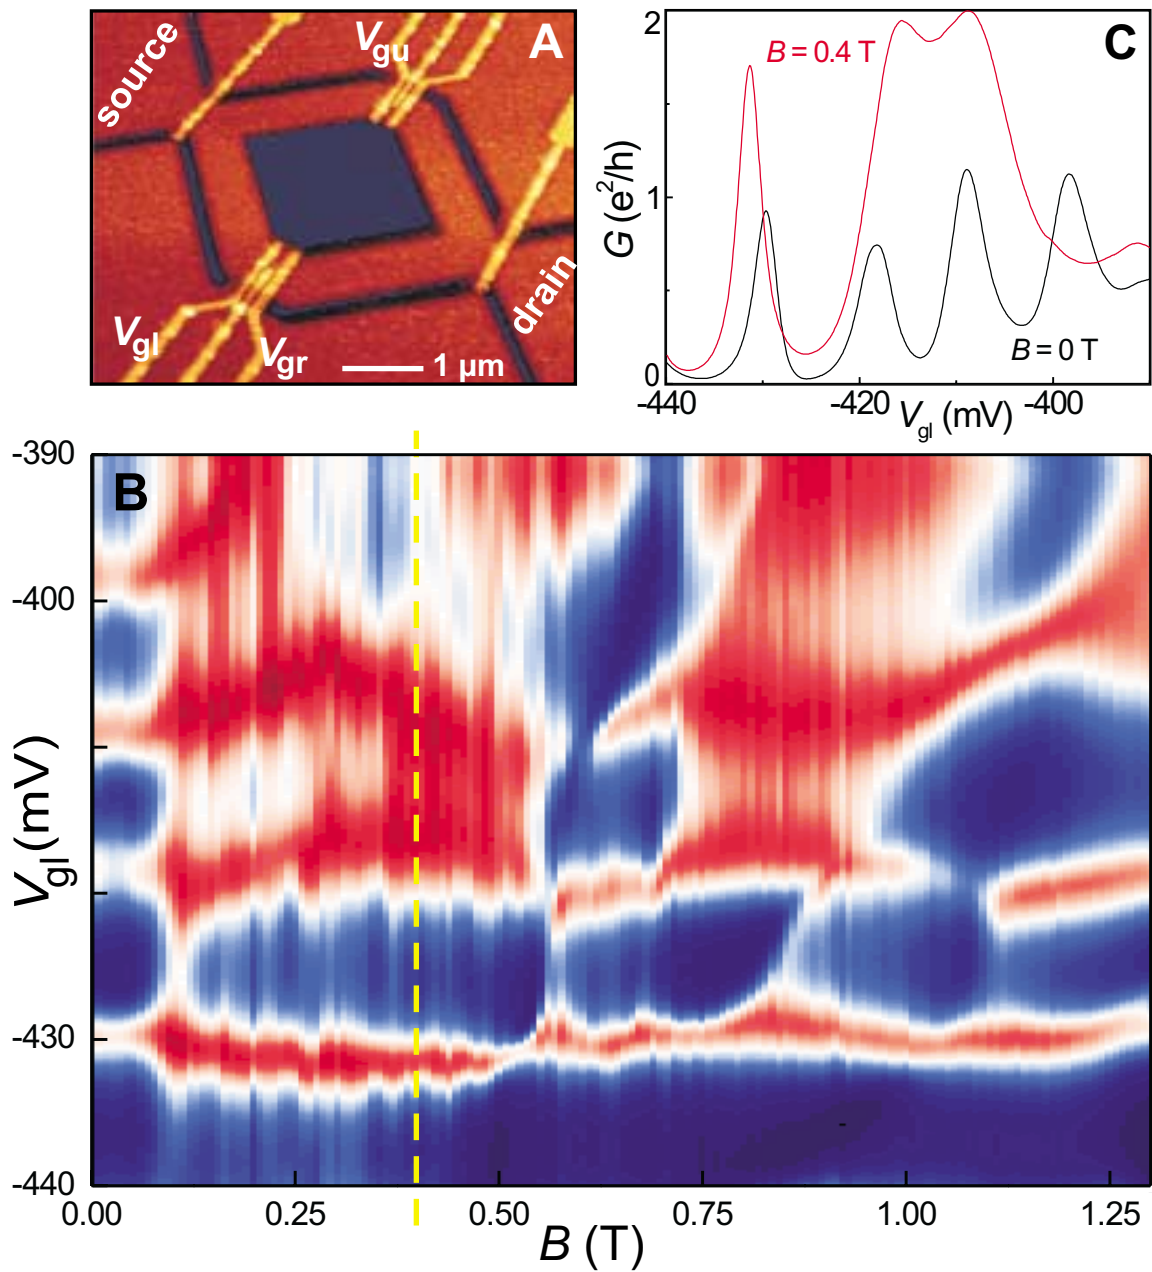 A
source
Vgu
Vgl
Vgr
drain
1 µm
C
B = 0.4 T
B = 0 T
G (e²/h)
2
1
0
-440
-420
-400
Vgl (mV)
B
-390
-400
-430
-440
Vgl (mV)
0.00
0.25
0.50
0.75
1.00
1.25
B (T)